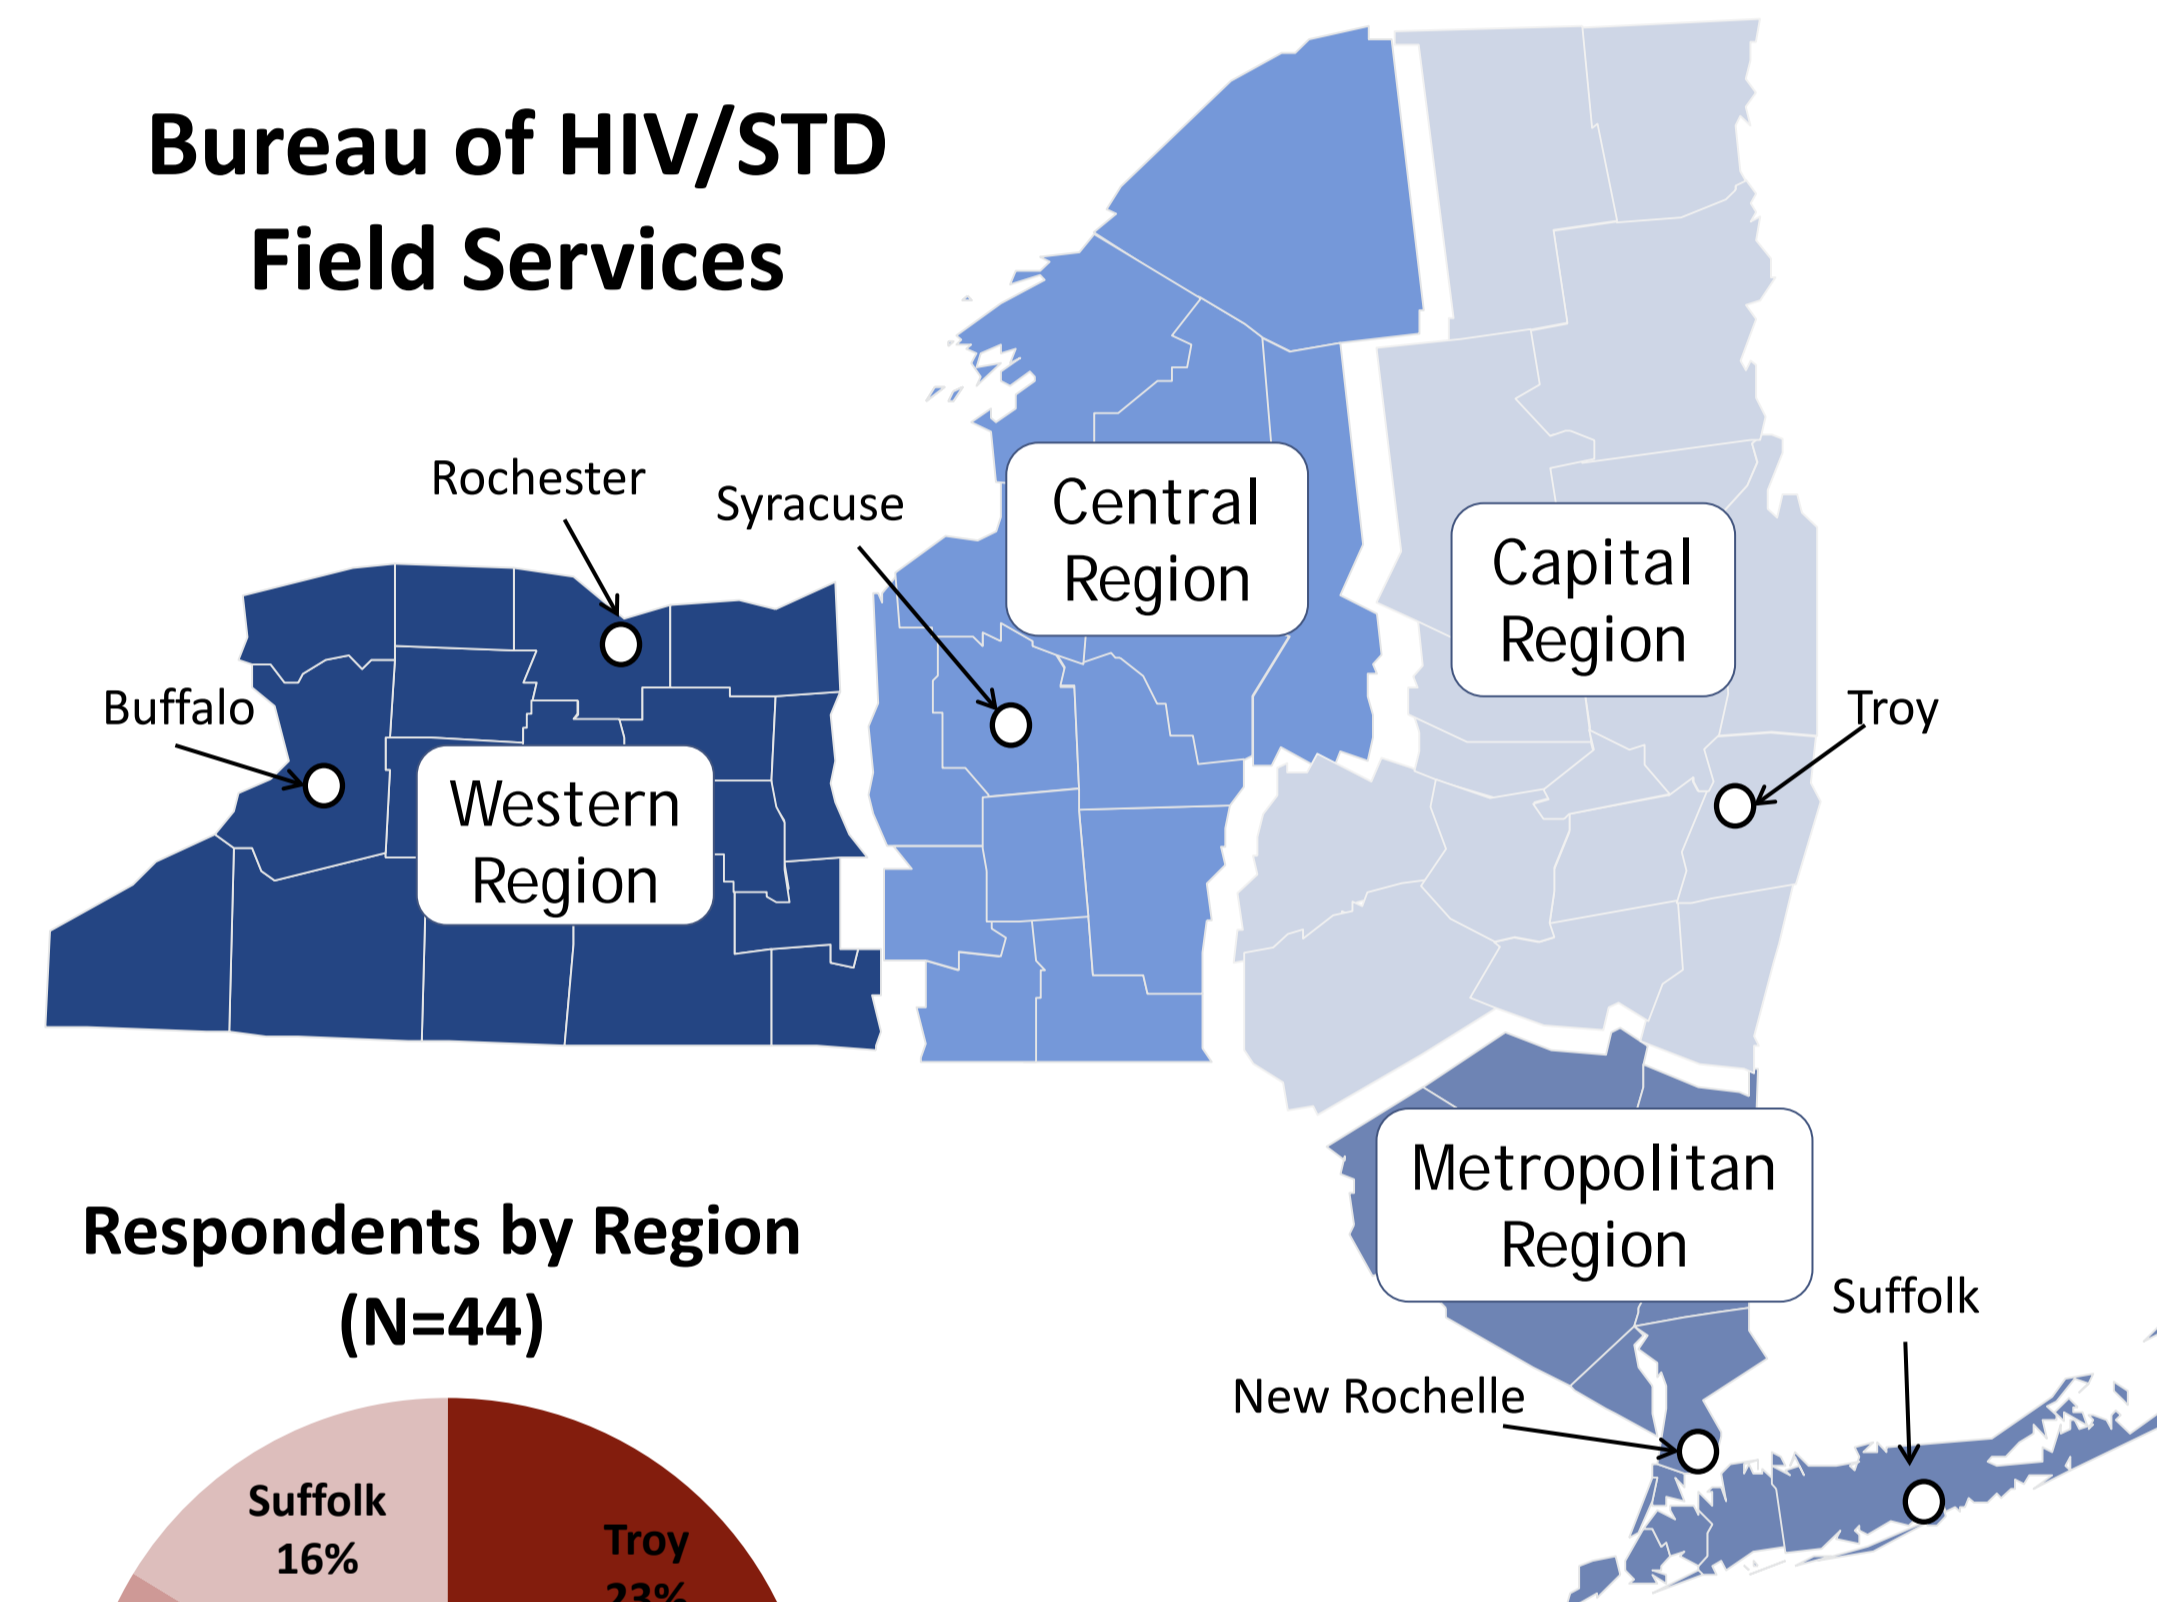 Bureau of HIV/STD
Field Services
Rochester
Syracuse
Central
Region
Capital
Region
Buffalo
Troy
Western
Region
Metropolitan
Region
Respondents by Region
(N=44)
Suffolk
New Rochelle
Suffolk
16%
Troy
23%